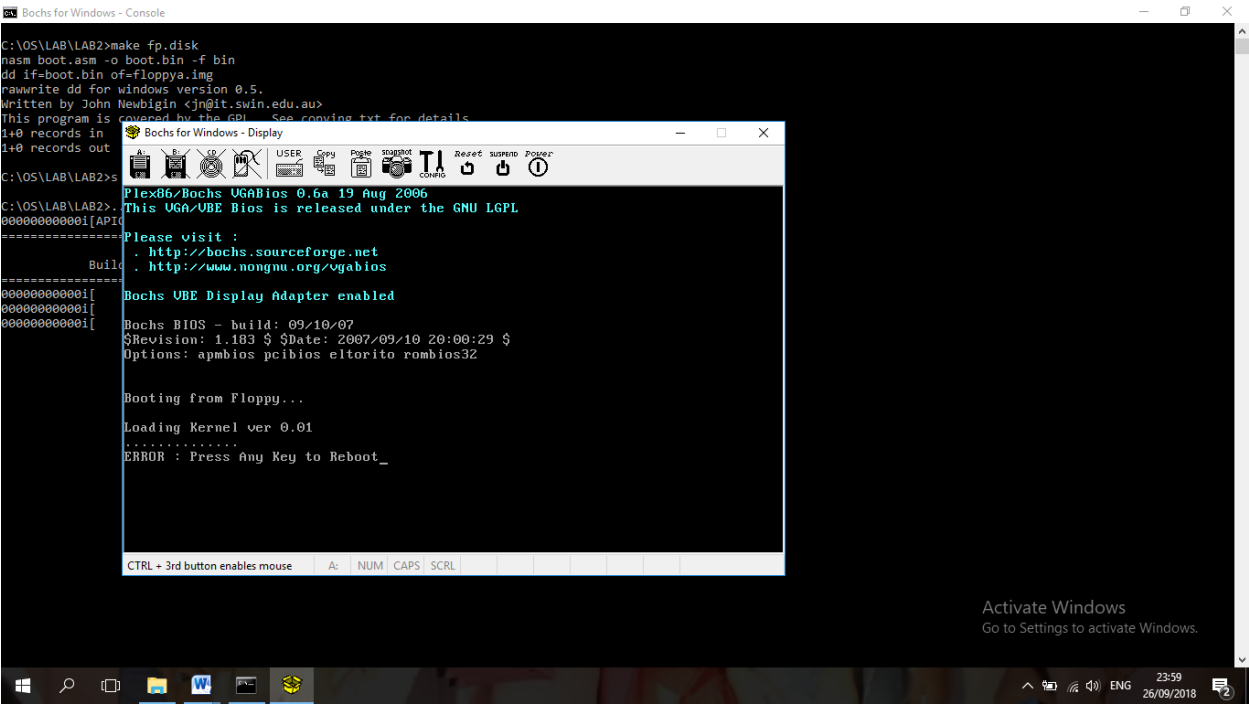 Bochs for Windows - Console
C:\OS\LAB\LAB2>make fp.disk
nasm boot.asm -o boot.bin -f bin
dd if=boot.bin of=floppya.img
rawwrite dd for windows version 0.5.
Written by John Newbigin <jn@it.swin.edu.au>
This program is covered by the GPL.  See copying.txt for details
1+0 records in
1+0 records out
C:\OS\LAB\LAB2>s
C:\OS\LAB\LAB2>.
00000000000i[APIC
=================
Build
=================
00000000000i[
00000000000i[
00000000000i[
Bochs for Windows - Display
A: B: CD USER Copy Paste snapshot CONFIG Reset SUSPEND Power
Plex86/Bochs VGABios 0.6a 19 Aug 2006
This VGA/VBE Bios is released under the GNU LGPL
Please visit :
. http://bochs.sourceforge.net
. http://www.nongnu.org/vgabios
Bochs VBE Display Adapter enabled
Bochs BIOS - build: 09/10/07
$Revision: 1.183 $ $Date: 2007/09/10 20:00:29 $
Options: apmbios pcibios eltorito rombios32
Booting from Floppy...
Loading Kernel ver 0.01
..............
ERROR : Press Any Key to Reboot_
CTRL + 3rd button enables mouse A: NUM CAPS SCRL
Activate Windows
Go to Settings to activate Windows.
ENG
23:59
26/09/2018
2